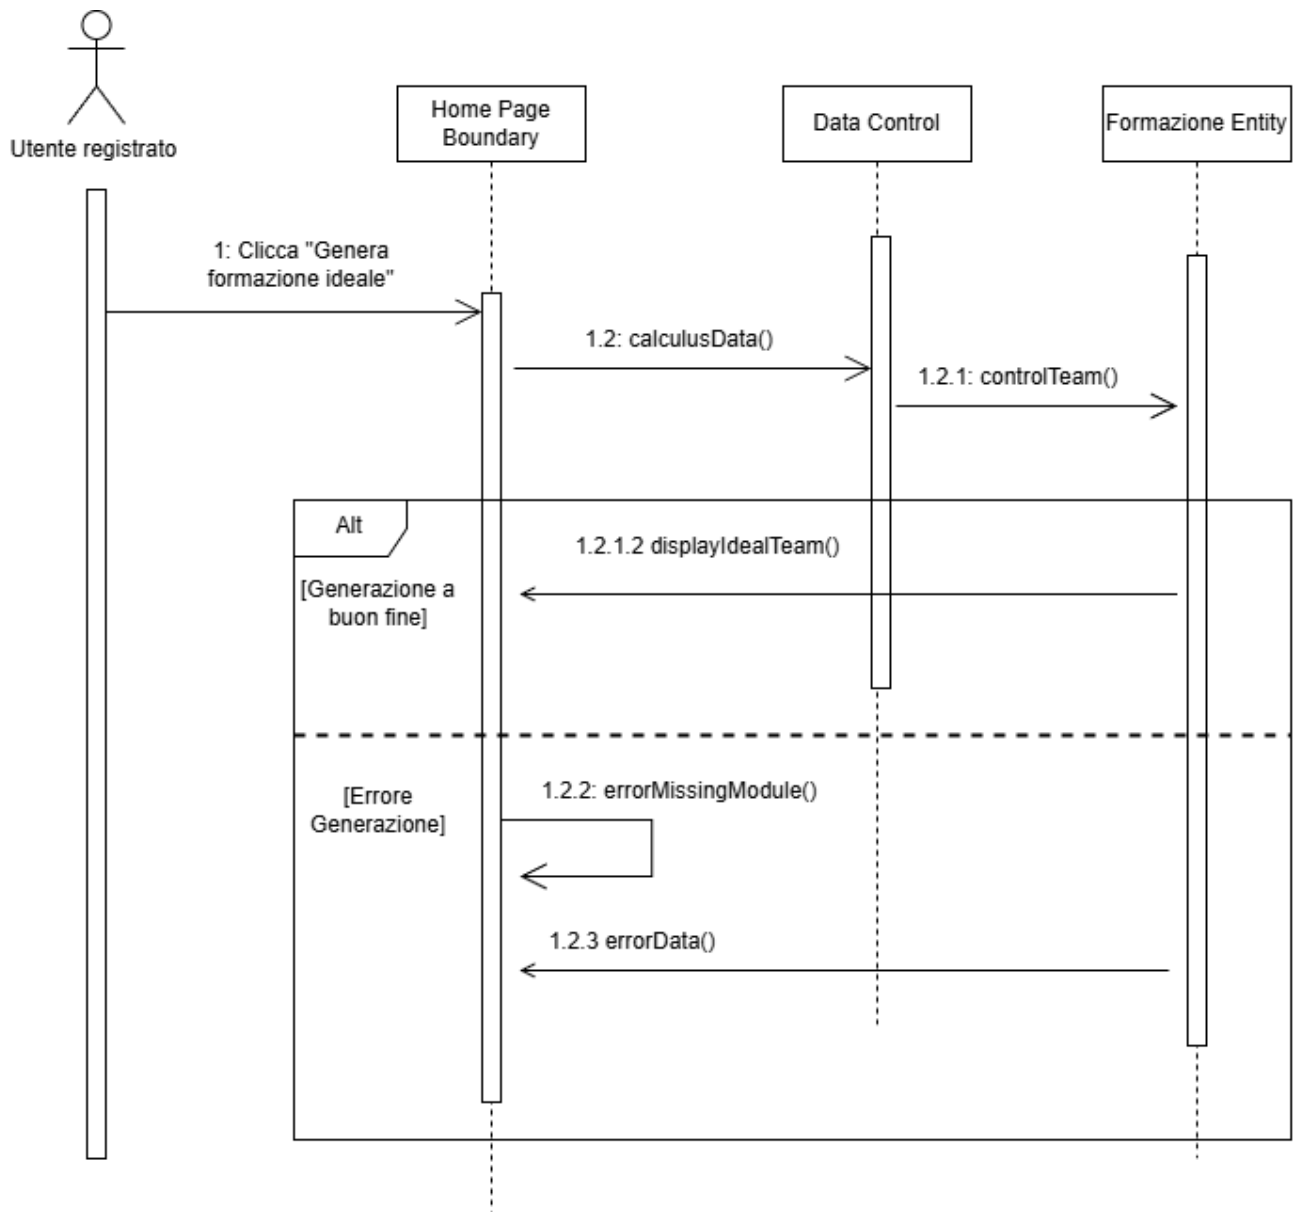 Utente registrato
Home Page
Boundary
Data Control
Formazione Entity
1: Clicca "Genera
formazione ideale"
1.2: calculusData()
1.2.1: controlTeam()
Alt
1.2.1.2 displayIdealTeam()
[Generazione a
buon fine]
1.2.2: errorMissingModule()
[Errore
Generazione]
1.2.3 errorData()